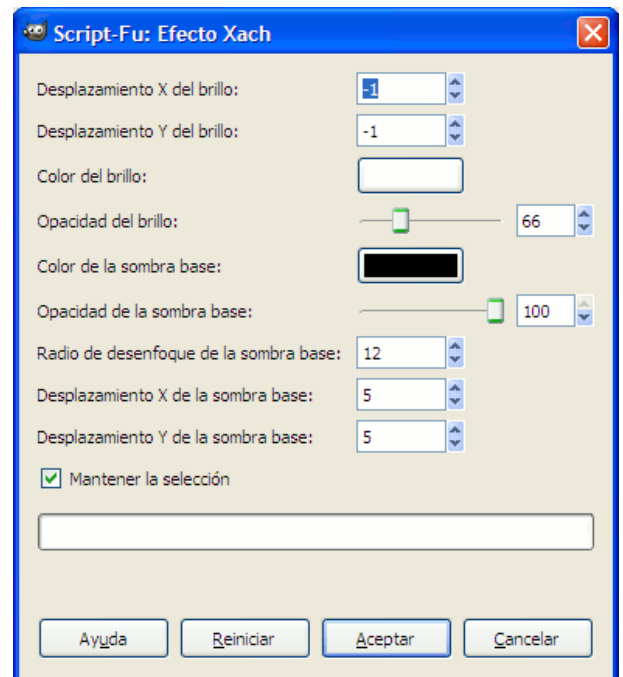 Script-Fu: Efecto Xach
Desplazamiento X del brillo: -1
Desplazamiento Y del brillo: -1
Color del brillo:
Opacidad del brillo: 66
Color de la sombra base:
Opacidad de la sombra base: 100
Radio de desenfoque de la sombra base: 12
Desplazamiento X de la sombra base: 5
Desplazamiento Y de la sombra base: 5
Mantener la selección
Ayuda Reiniciar Aceptar Cancelar